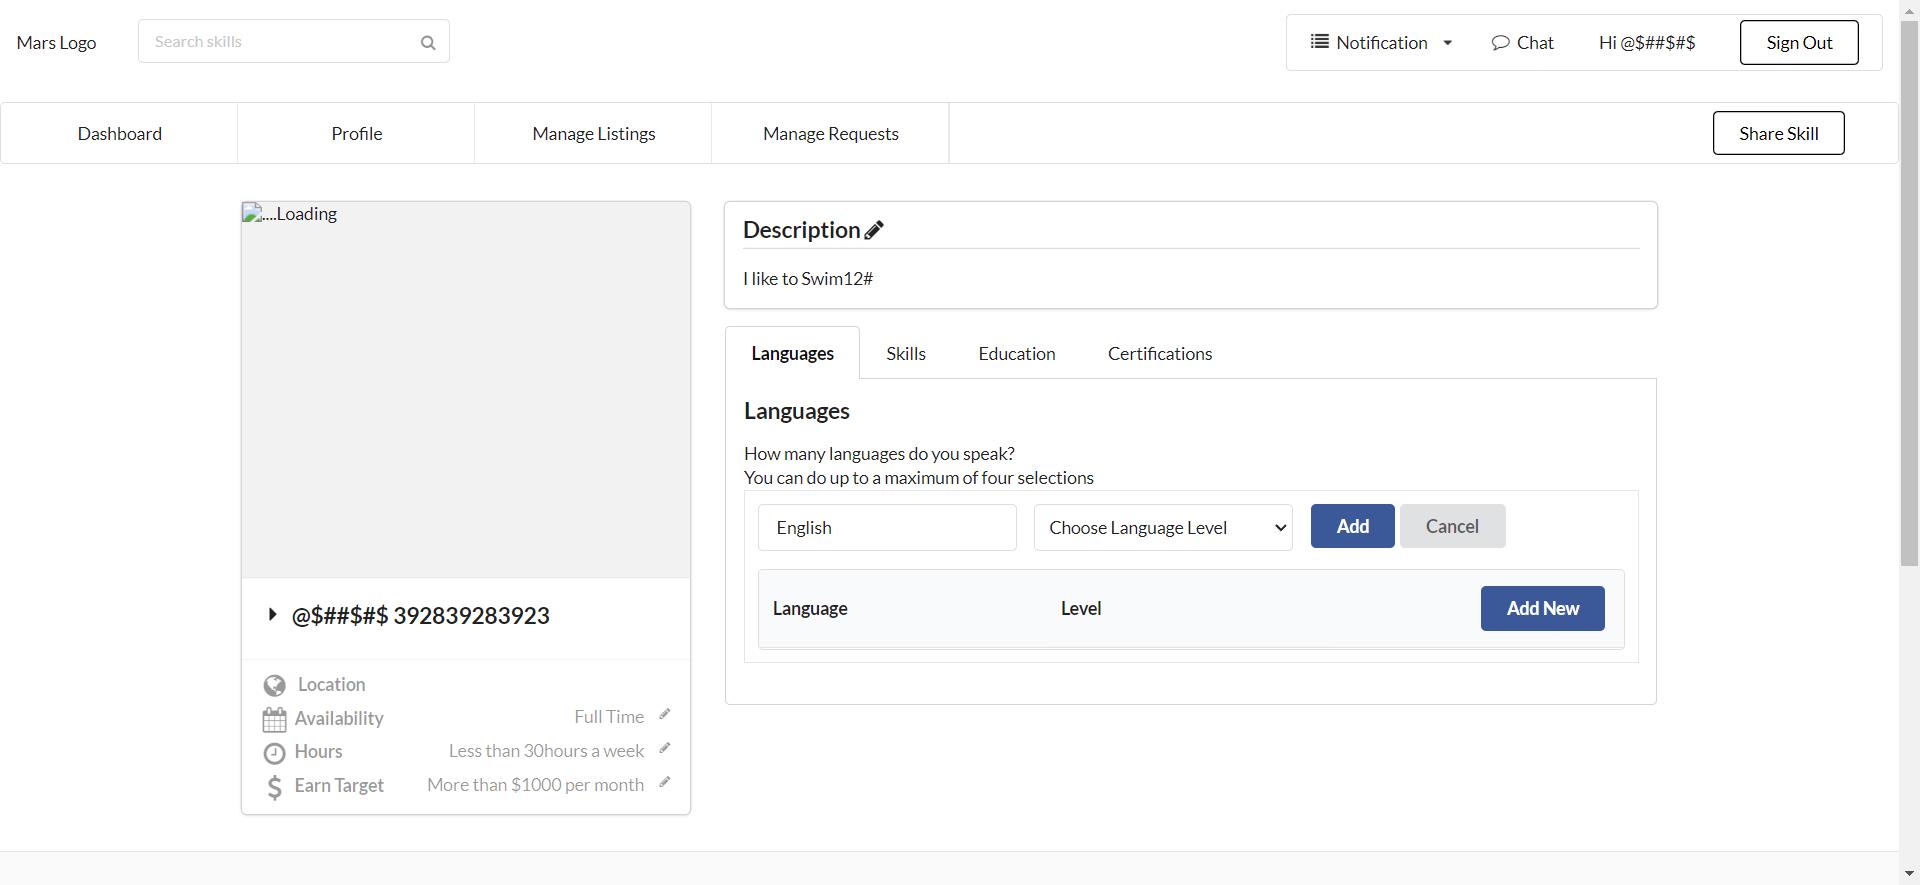 Mars Logo
Search skills
Notification
Chat
Hi @$##$#$
Sign Out
Dashboard
Profile
Manage Listings
Manage Requests
Share Skill
....Loading
@$##$#$ 392839283923
Location
Availability
Full Time
Hours
Less than 30hours a week
Earn Target
More than $1000 per month
Description
I like to Swim12#
Languages
Skills
Education
Certifications
Languages
How many languages do you speak?
You can do up to a maximum of four selections
English
Choose Language Level
Add
Cancel
Language
Level
Add New